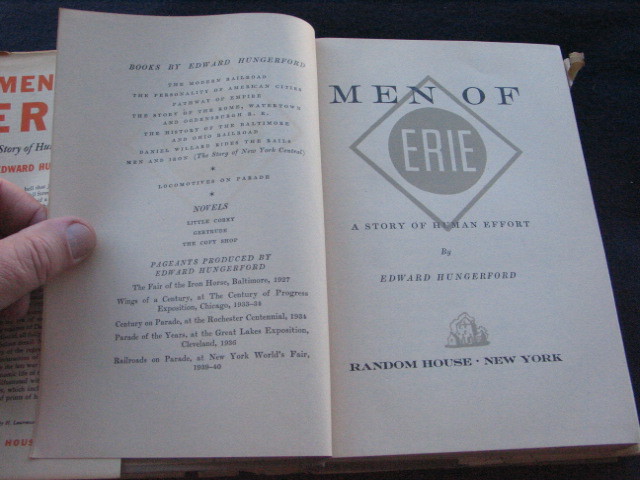 MEN
ER
Story of Hu
EDWARD HUN
BOOKS BY EDWARD HUNGERFORD
THE MODERN RAILROAD
THE PERSONALITY OF AMERICAN CITIES
PATHWAY OF EMPIRE
THE STORY OF THE ROME, WATERTOWN
AND OGDENSBURGH R. R.
THE HISTORY OF THE BALTIMORE
AND OHIO RAILROAD
DANIEL WILLARD RIDES THE RAILS
MEN AND IRON (The Story of New York Central)
*
LOCOMOTIVES ON PARADE
*
NOVELS
LITTLE CORKY
GERTRUDE
THE COPY SHOP
PAGEANTS PRODUCED BY
EDWARD HUNGERFORD
The Fair of the Iron Horse, Baltimore, 1927
Wings of a Century, at The Century of Progress
Exposition, Chicago, 1933-34
Century on Parade, at the Rochester Centennial, 1934
Parade of the Years, at the Great Lakes Exposition,
Cleveland, 1936
Railroads on Parade, at New York World's Fair,
1939-40
MEN OF
ERIE
A STORY OF HUMAN EFFORT
By
EDWARD HUNGERFORD
RANDOM HOUSE · NEW YORK
HOUS